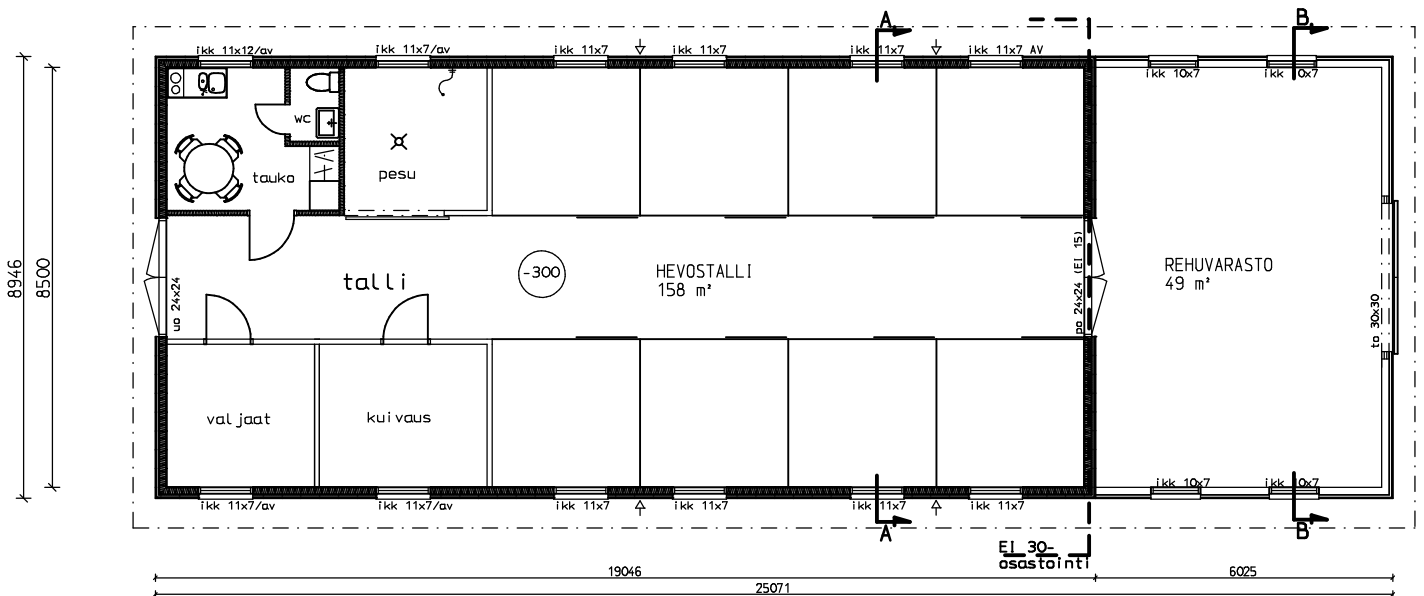 A
B
ikk 11x12/av
ikk 11x7/av
ikk 11x7
ikk 11x7
ikk 11x7
ikk 11x7 AV
ikk 10x7
ikk 10x7
wc
tauko
pesu
8946
8500
talli
-300
HEVOSTALLI
158 m²
REHUVARASTO
49 m²
uo 24x24
po 24x24 (EI 15)
to 30x30
valjaat
kuivaus
ikk 11x7/av
ikk 11x7/av
ikk 11x7
ikk 11x7
ikk 11x7
ikk 11x7
ikk 10x7
ikk 10x7
A
B
EI 30-
osastointi
19046
6025
25071